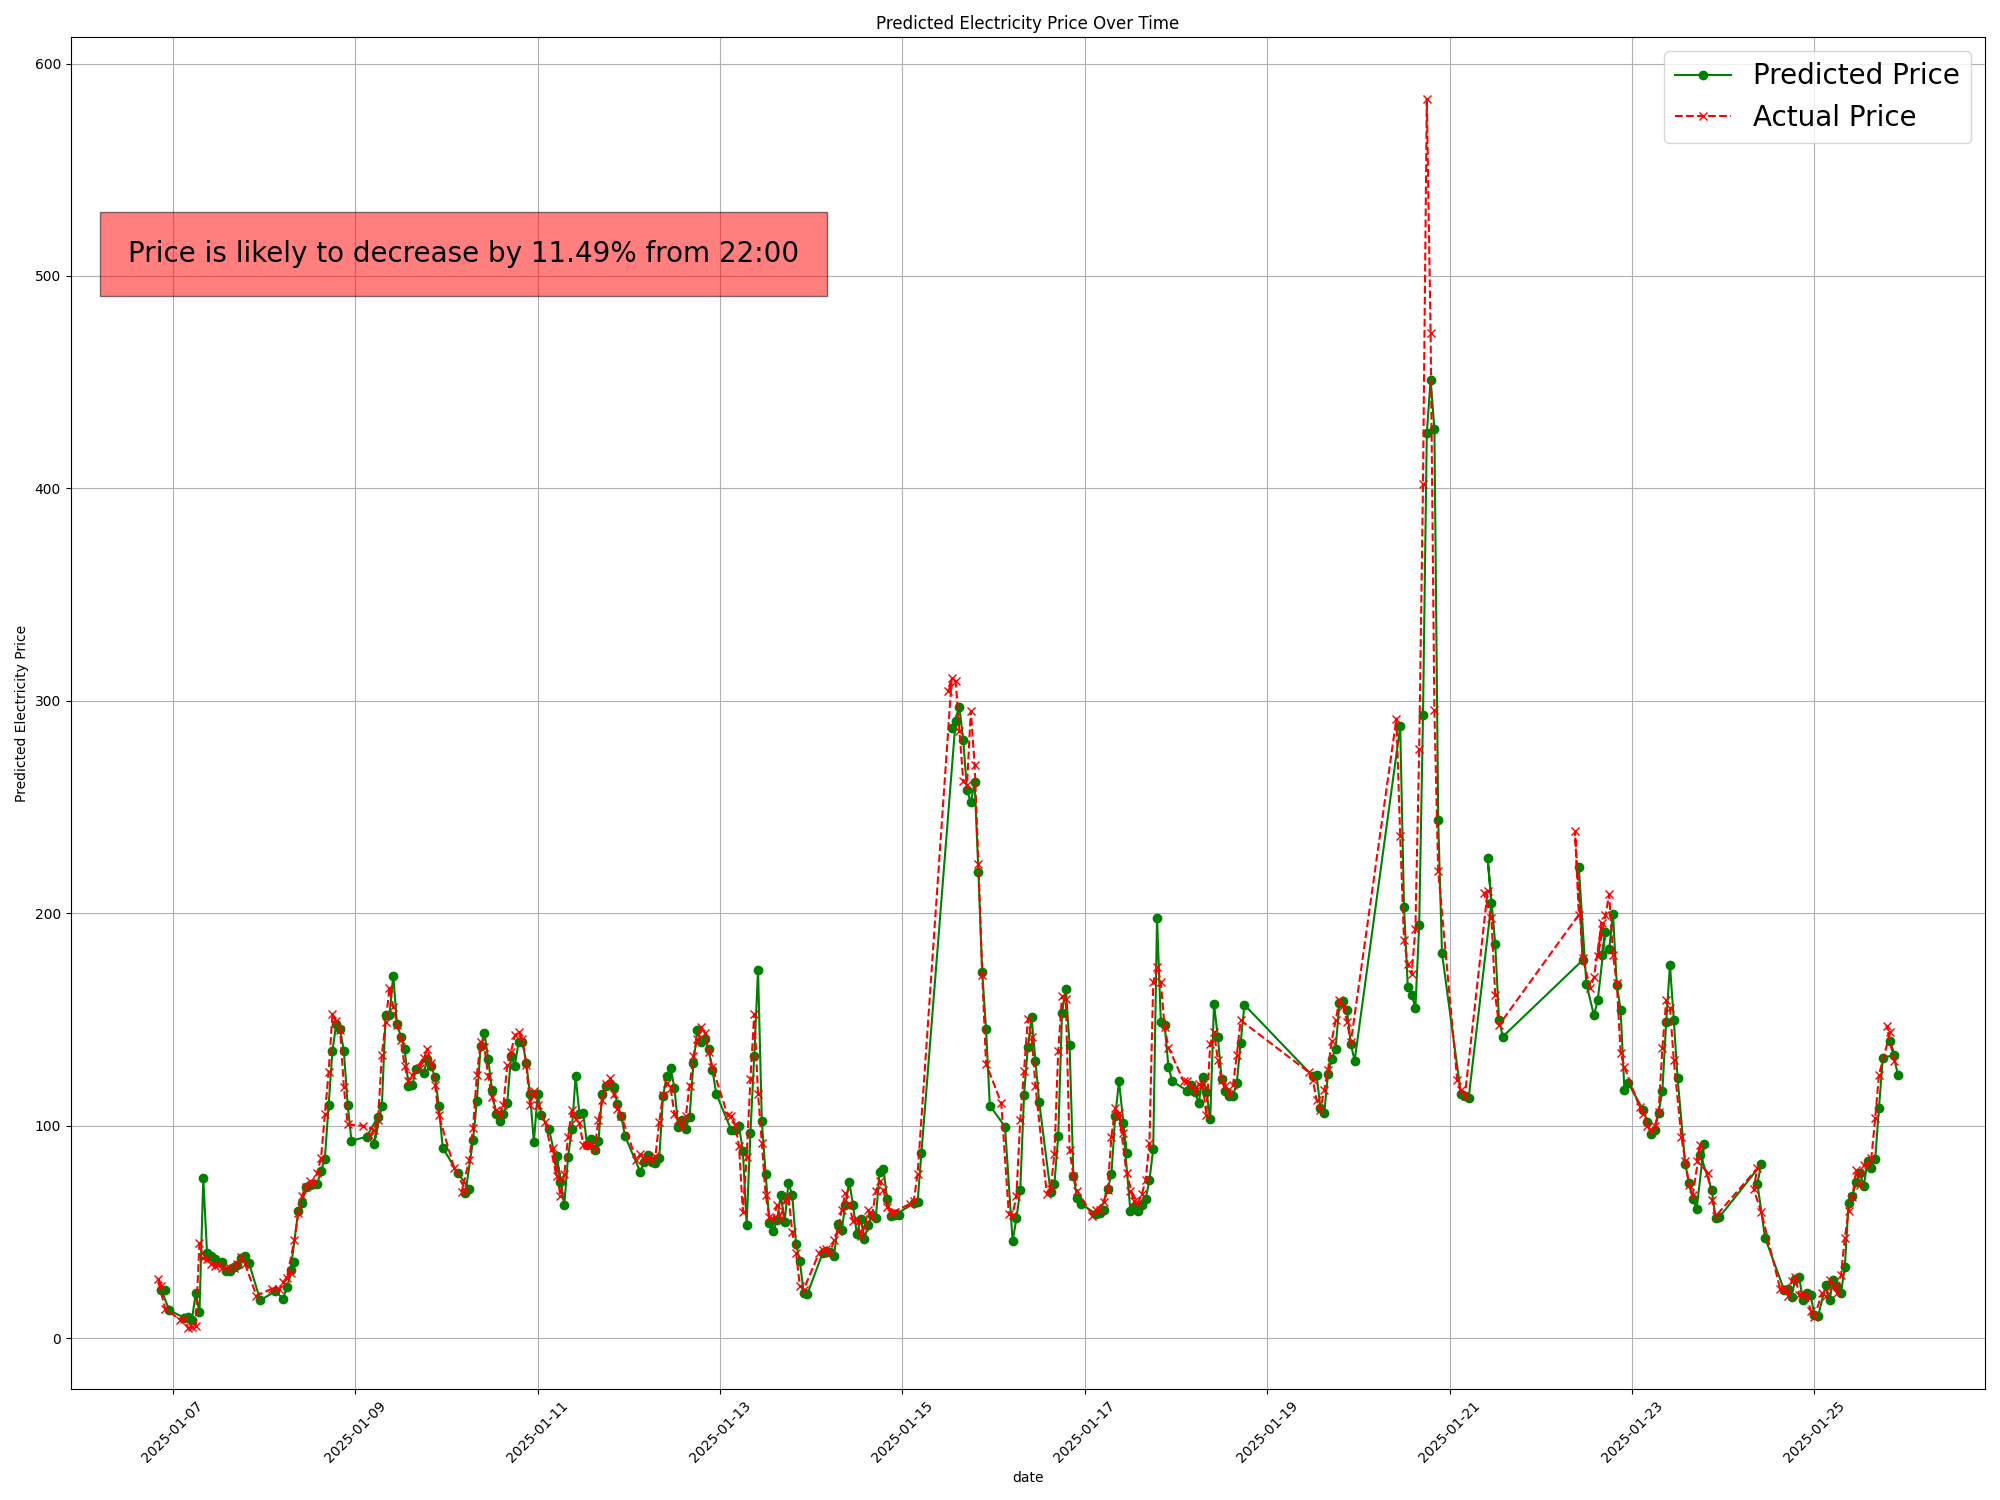 Predicted Electricity Price Over Time
Predicted Price
Actual Price
Price is likely to decrease by 11.49% from 22:00
Predicted Electricity Price
600
500
400
300
200
100
0
2025-01-07
2025-01-09
2025-01-11
2025-01-13
2025-01-15
2025-01-17
2025-01-19
2025-01-21
2025-01-23
2025-01-25
date